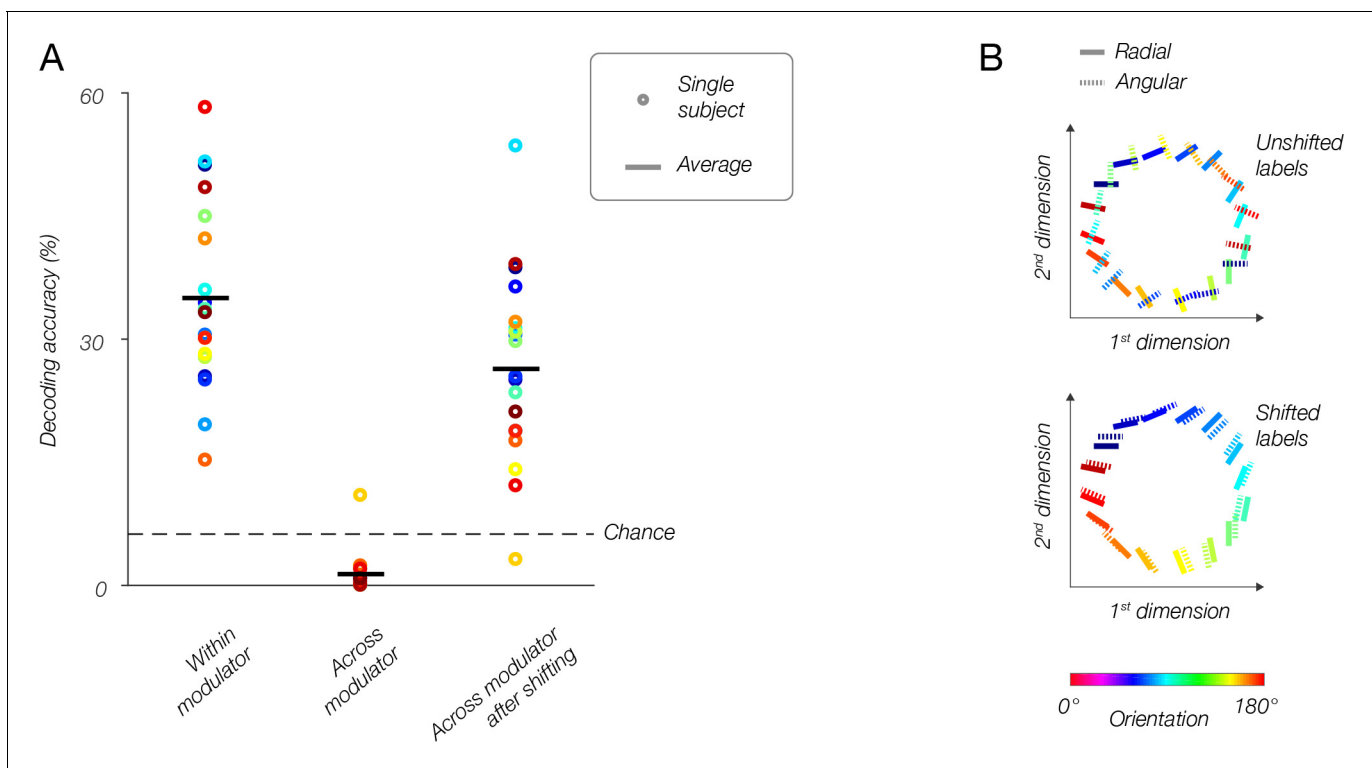 A
60
30
0
Decoding accuracy (%)
Single
subject
Average
Chance
Within
modulator
Across
modulator
Across modulator
after shifting
B
Radial
Angular
Unshifted
labels
2nd dimension
1st dimension
Shifted
labels
2nd dimension
1st dimension
0°
180°
Orientation